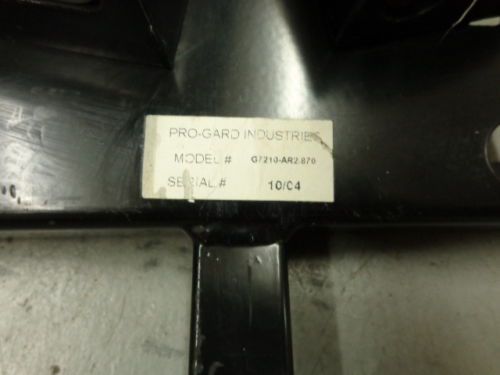 PRO-GARD INDUSTRIES
MODEL # G7210-AR2.870
SERIAL # 10/04